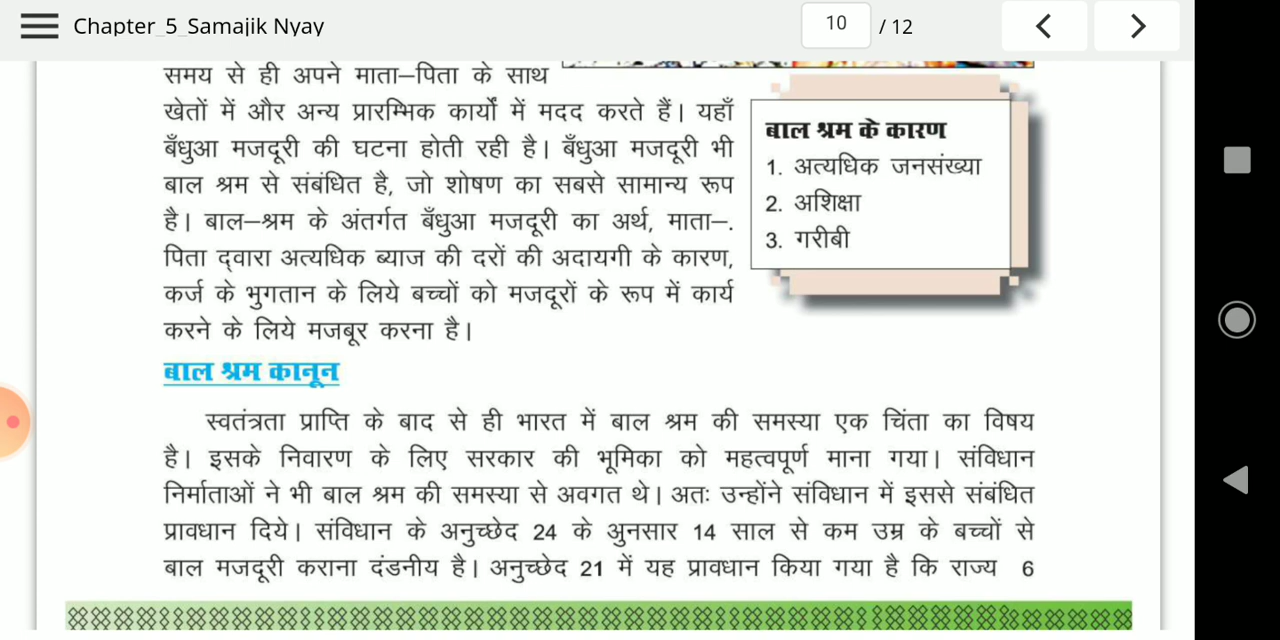 Chapter_5_Samajik Nyay
10 / 12
समय से ही अपने माता–पिता के साथ
खेतों में और अन्य प्रारम्भिक कार्यों में मदद करते हैं। यहाँ
बँधुआ मजदूरी की घटना होती रही है। बँधुआ मजदूरी भी
बाल श्रम से संबंधित है, जो शोषण का सबसे सामान्य रूप
है। बाल–श्रम के अंतर्गत बँधुआ मजदूरी का अर्थ, माता–.
पिता द्वारा अत्यधिक ब्याज की दरों की अदायगी के कारण,
कर्ज के भुगतान के लिये बच्चों को मजदूरों के रूप में कार्य
करने के लिये मजबूर करना है।
बाल श्रम के कारण
1. अत्यधिक जनसंख्या
2. अशिक्षा
3. गरीबी
बाल श्रम कानून
स्वतंत्रता प्राप्ति के बाद से ही भारत में बाल श्रम की समस्या एक चिंता का विषय
है। इसके निवारण के लिए सरकार की भूमिका को महत्वपूर्ण माना गया। संविधान
निर्माताओं ने भी बाल श्रम की समस्या से अवगत थे। अतः उन्होंने संविधान में इससे संबंधित
प्रावधान दिये। संविधान के अनुच्छेद 24 के अुनसार 14 साल से कम उम्र के बच्चों से
बाल मजदूरी कराना दंडनीय है। अनुच्छेद 21 में यह प्रावधान किया गया है कि राज्य 6